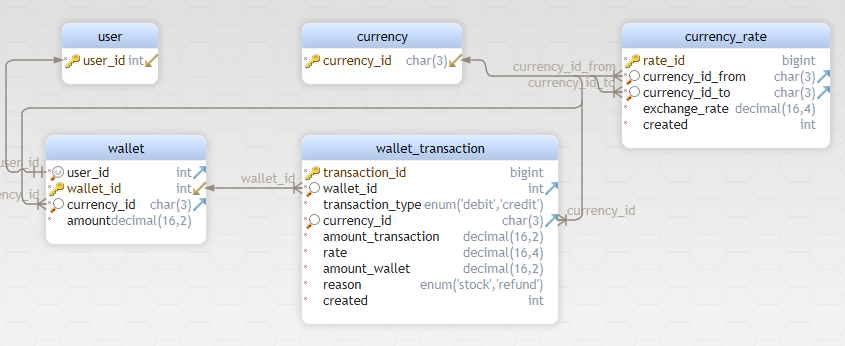 user
user_id int
currency
currency_id char(3)
currency_rate
rate_id bigint
currency_id_from char(3)
currency_id_to char(3)
exchange_rate decimal(16,4)
created int
currency_id_from
currency_id_to
wallet
user_id int
wallet_id int
currency_id char(3)
amount decimal(16,2)
user_id
ency_id
wallet_id
wallet_transaction
transaction_id bigint
wallet_id int
transaction_type enum('debit','credit')
currency_id char(3)
amount_transaction decimal(16,2)
rate decimal(16,4)
amount_wallet decimal(16,2)
reason enum('stock','refund')
created int
currency_id